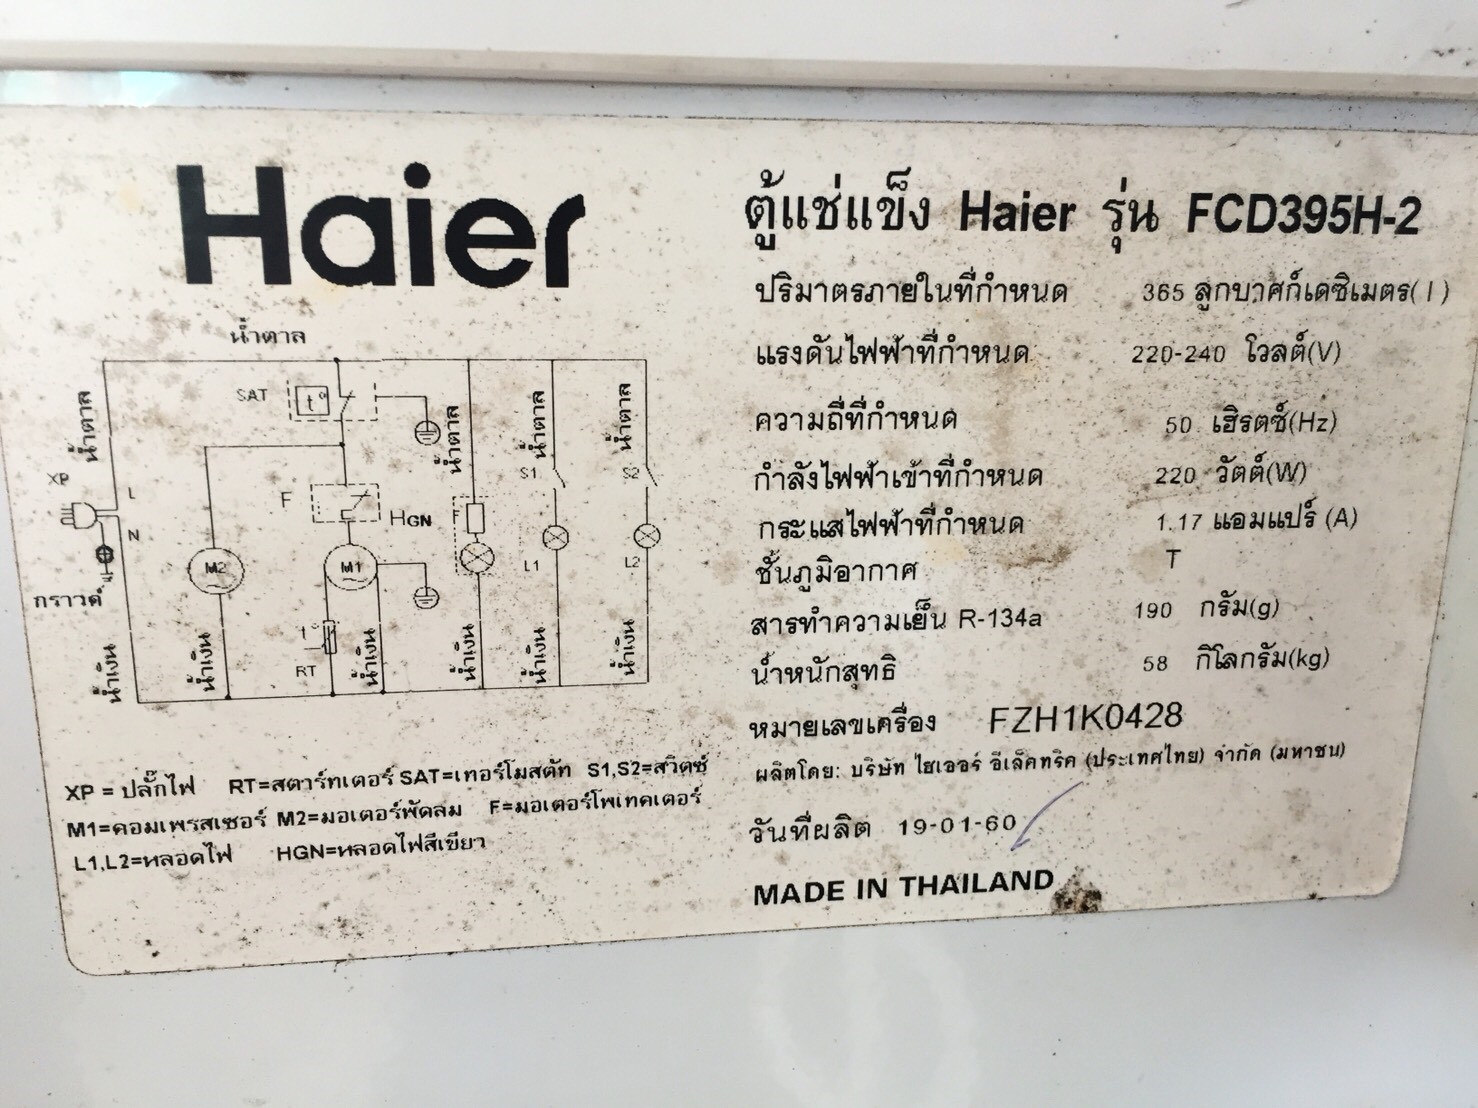 Haier
น้ำตาล
น้ำตาล
SAT
t°
น้ำตาล
น้ำตาล
น้ำตาล
XP
L
N
F
HGN
S1
S2
M2
M1
L1
L2
กราวด์
t°
RT
น้ำเงิน
น้ำเงิน
น้ำเงิน
น้ำเงิน
น้ำเงิน
น้ำเงิน
XP = ปลั๊กไฟ RT=สตาร์ทเตอร์ SAT=เทอร์โมสตัท S1,S2=สวิตซ์
M1=คอมเพรสเซอร์ M2=มอเตอร์พัดลม F=มอเตอร์โพเทคเตอร์
L1,L2=หลอดไฟ HGN=หลอดไฟสีเขียว
ตู้แช่แข็ง Haier รุ่น FCD395H-2
ปริมาตรภายในที่กำหนด 365 ลูกบาศก์เดซิเมตร(l)
แรงดันไฟฟ้าที่กำหนด 220-240 โวลต์(V)
ความถี่ที่กำหนด 50 เฮิรตซ์(Hz)
กำลังไฟฟ้าเข้าที่กำหนด 220 วัตต์(W)
กระแสไฟฟ้าที่กำหนด 1.17 แอมแปร์ (A)
ชั้นภูมิอากาศ T
สารทำความเย็น R-134a 190 กรัม(g)
น้ำหนักสุทธิ 58 กิโลกรัม(kg)
หมายเลขเครื่อง FZH1K0428
ผลิตโดย: บริษัท ไฮเออร์ อีเล็คทริค (ประเทศไทย) จำกัด (มหาชน)
วันที่ผลิต 19-01-60
MADE IN THAILAND